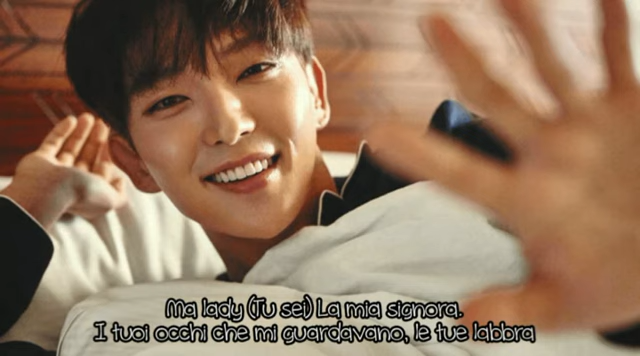 Ma lady (Tu sei) La mia signora.
I tuoi occhi che mi guardavano, le tue labbra